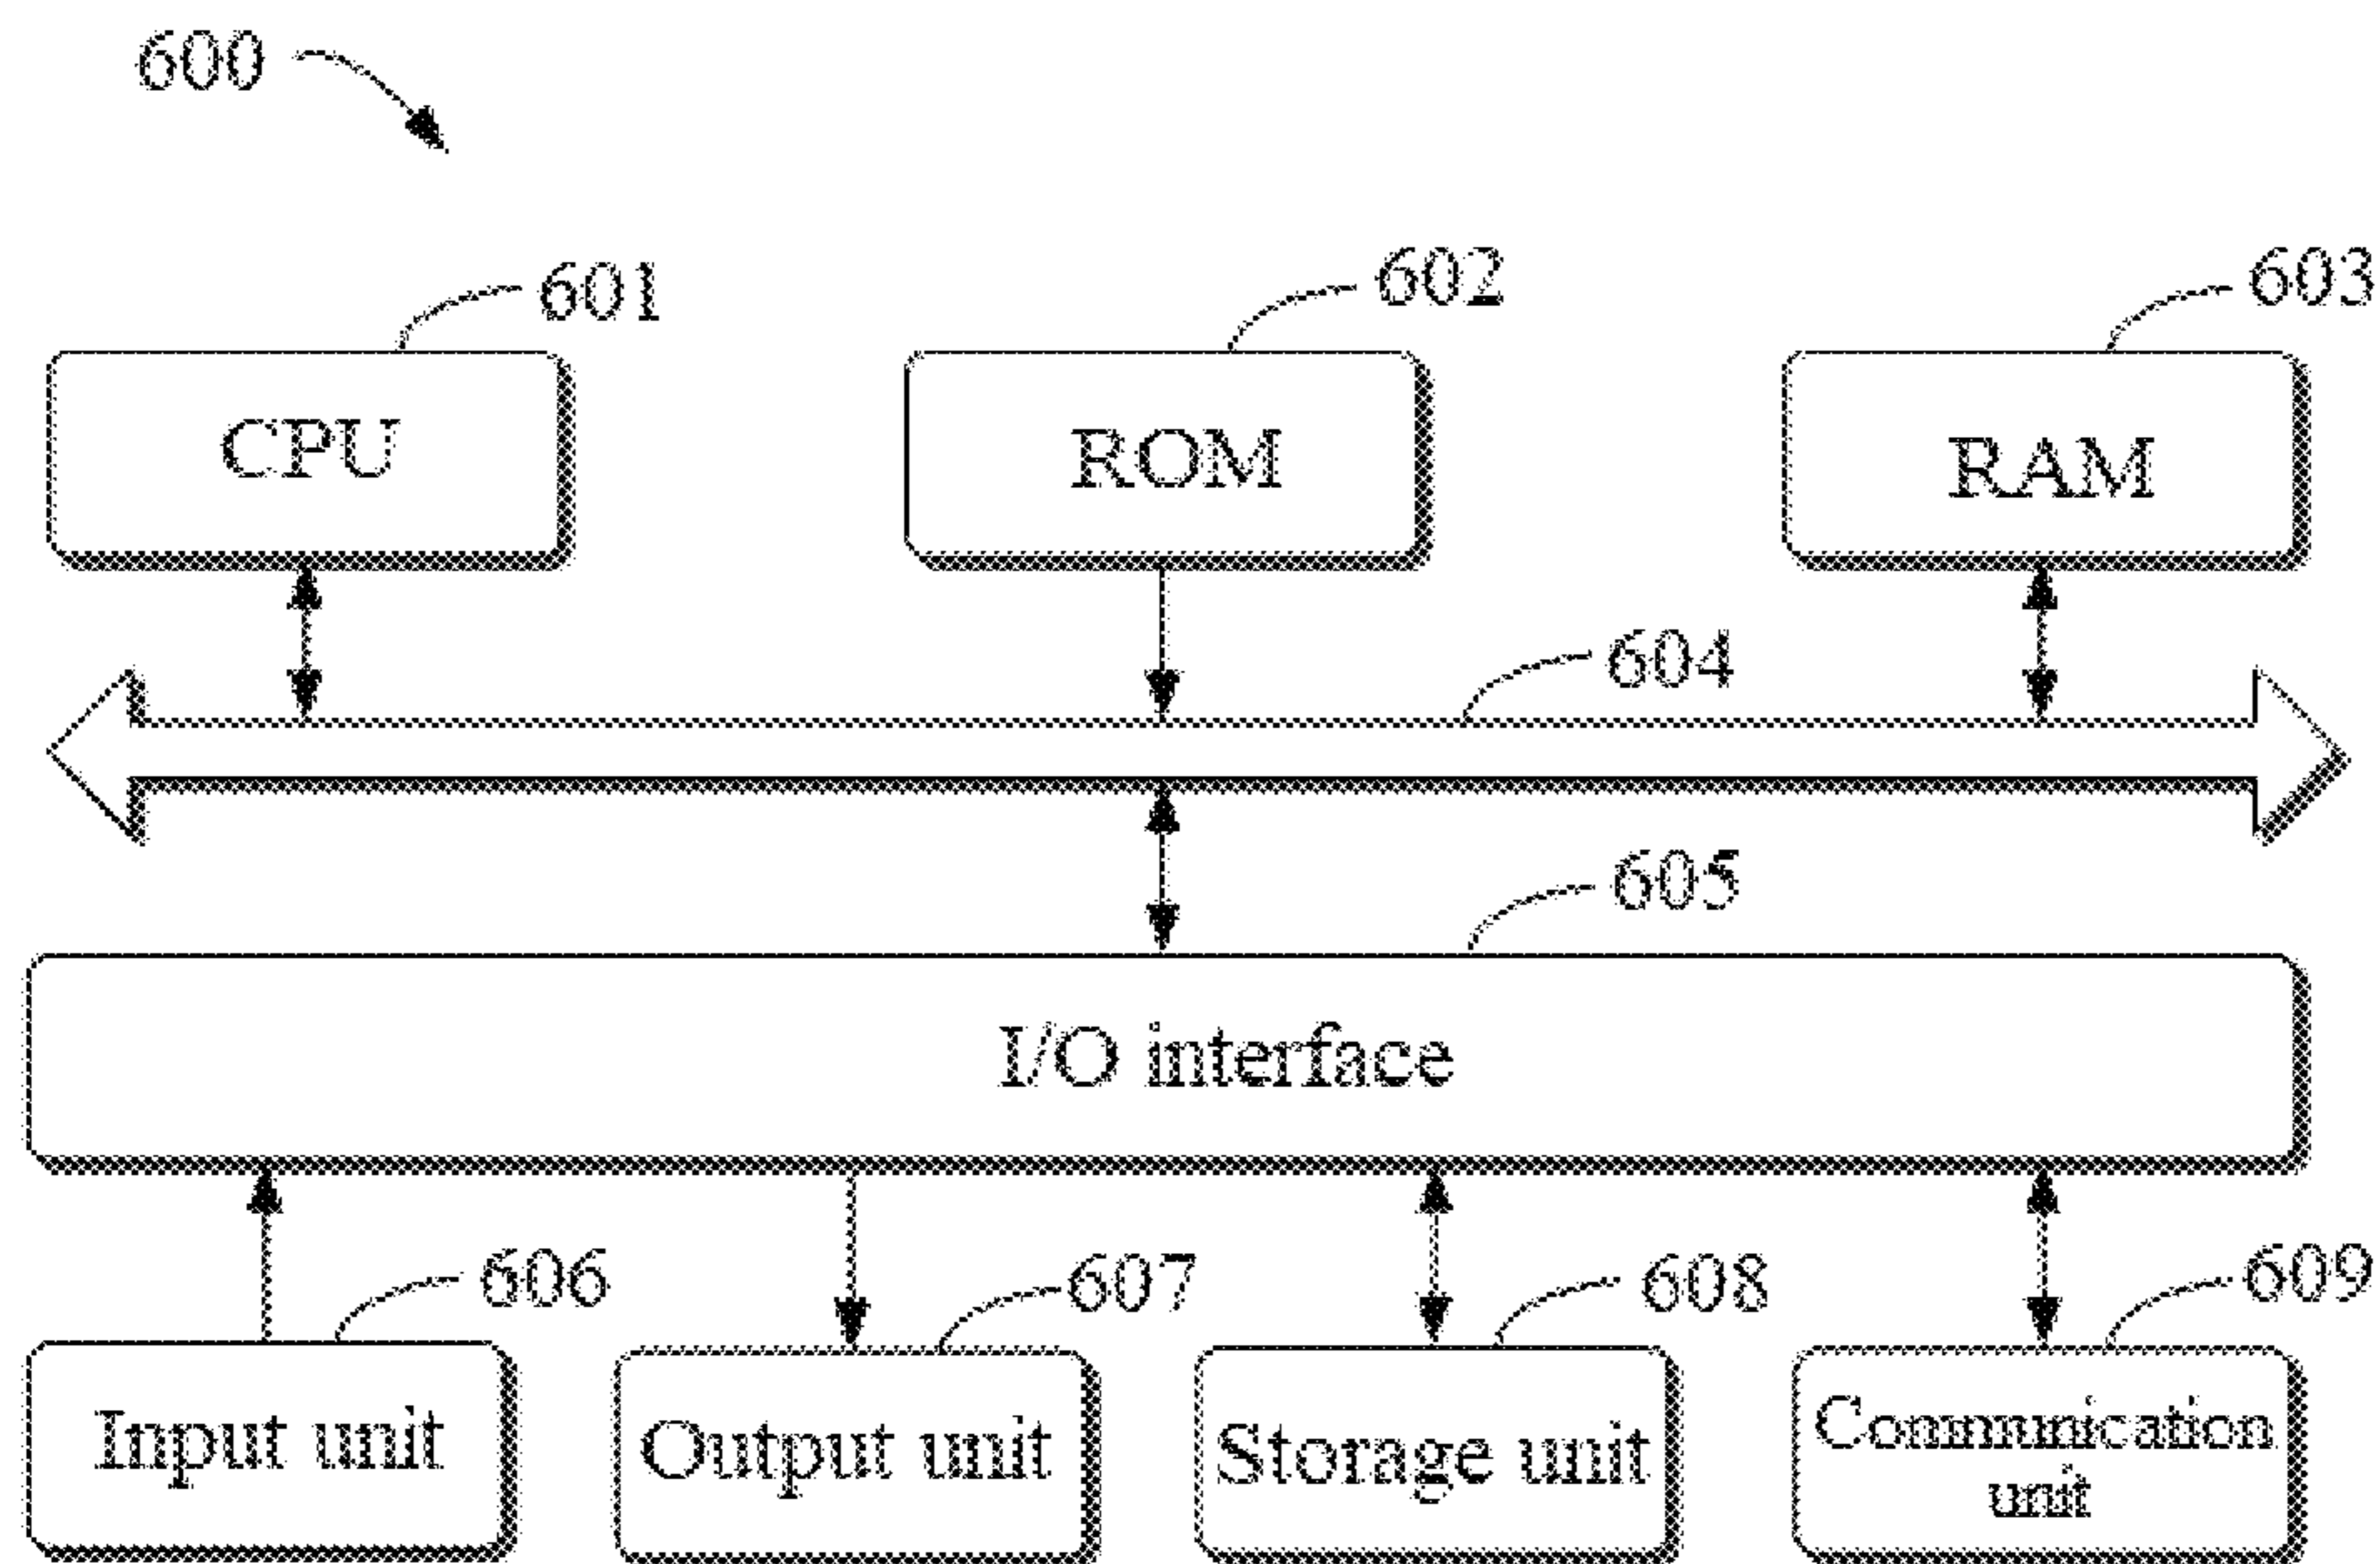 600
601
602
603
CPU
ROM
RAM
604
605
I/O interface
606
607
608
609
Input unit
Output unit
Storage unit
Communication
unit